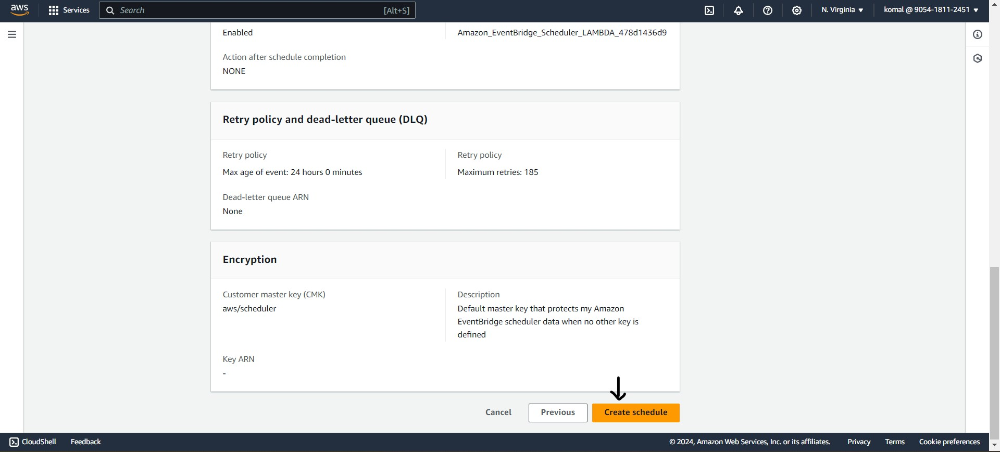 aws
Services
Search
[Alt+S]
N. Virginia
komal @ 9054-1811-2451
Enabled
Amazon_EventBridge_Scheduler_LAMBDA_478d1436d9
Action after schedule completion
NONE
Retry policy and dead-letter queue (DLQ)
Retry policy
Max age of event: 24 hours 0 minutes
Retry policy
Maximum retries: 185
Dead-letter queue ARN
None
Encryption
Customer master key (CMK)
aws/scheduler
Description
Default master key that protects my Amazon
EventBridge scheduler data when no other key is
defined
Key ARN
-
Cancel
Previous
Create schedule
CloudShell
Feedback
© 2024, Amazon Web Services, Inc. or its affiliates.
Privacy
Terms
Cookie preferences